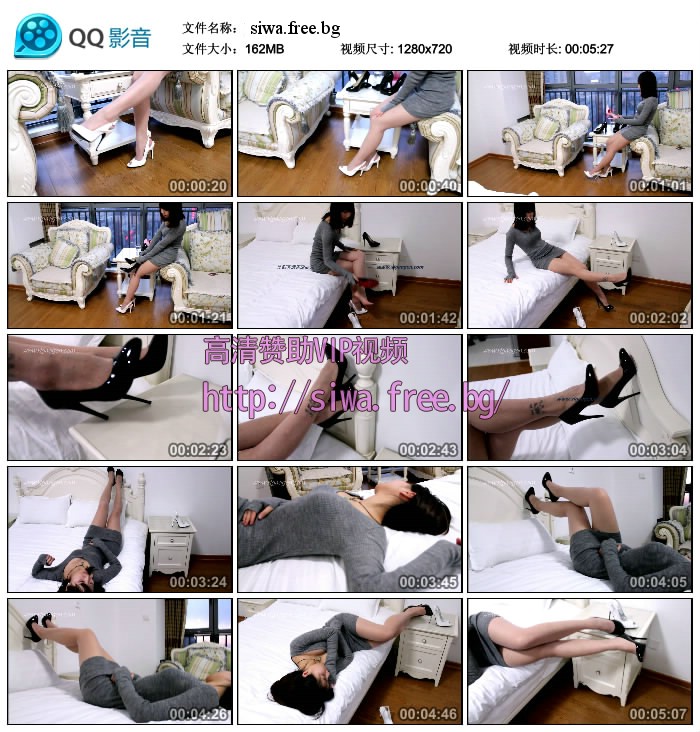 QQ影音
文件名称： siwa.free.bg
文件大小： 162MB 视频尺寸: 1280x720 视频时长: 00:05:27
00:00:20 00:00:40 00:01:01
00:01:21 00:01:42 00:02:02
高清赞助VIP视频
http://siwa.free.bg/
00:02:23 00:02:43 00:03:04
00:03:24 00:03:45 00:04:05
00:04:26 00:04:46 00:05:07